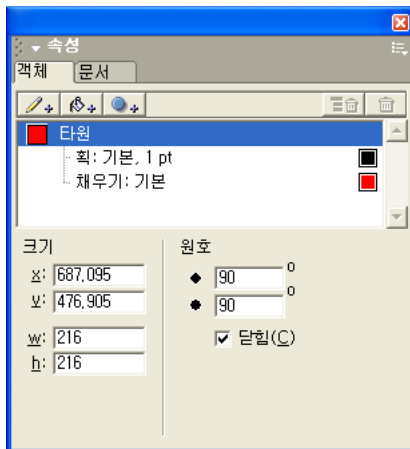 속성
객체 문서
타원
획: 기본, 1 pt
채우기: 기본
크기
x: 687,095
y: 476,905
w: 216
h: 216
원호
90 o
90 o
닫힘(C)